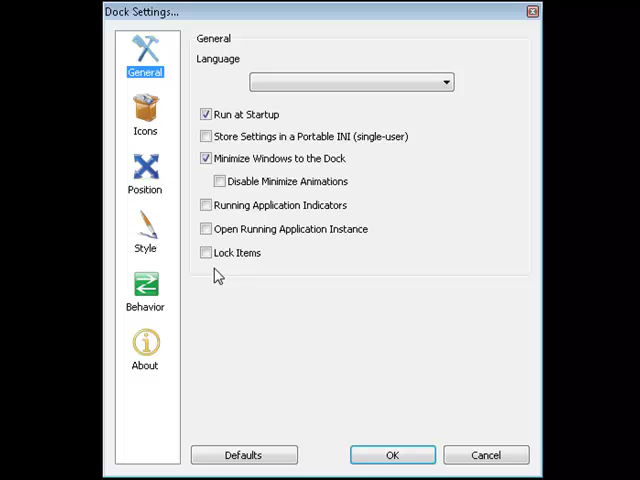 Dock Settings...
General
Icons
Position
Style
Behavior
About
General
Language
Run at Startup
Store Settings in a Portable INI (single-user)
Minimize Windows to the Dock
Disable Minimize Animations
Running Application Indicators
Open Running Application Instance
Lock Items
Defaults
OK
Cancel